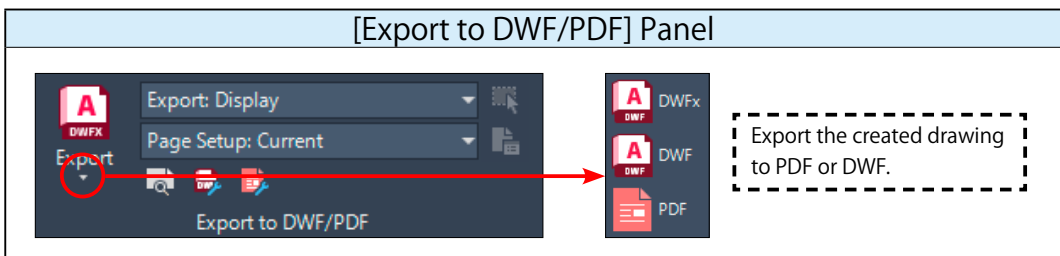 [Export to DWF/PDF] Panel
A
DWFX
Export
Export: Display
Page Setup: Current
DWF
Export to DWF/PDF
A
DWF
DWFx
A
DWF
DWF
PDF
Export the created drawing
to PDF or DWF.